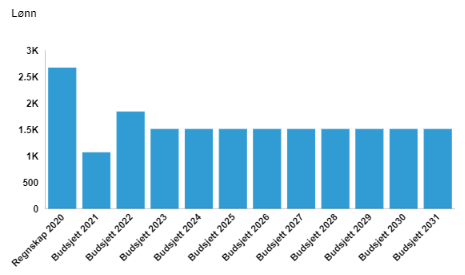 Lønn
3K
2.5K
2K
1.5K
1K
500
0
Regnskap 2020
Budsjett 2021
Budsjett 2022
Budsjett 2023
Budsjett 2024
Budsjett 2025
Budsjett 2026
Budsjett 2027
Budsjett 2028
Budsjett 2029
Budsjett 2030
Budsjett 2031